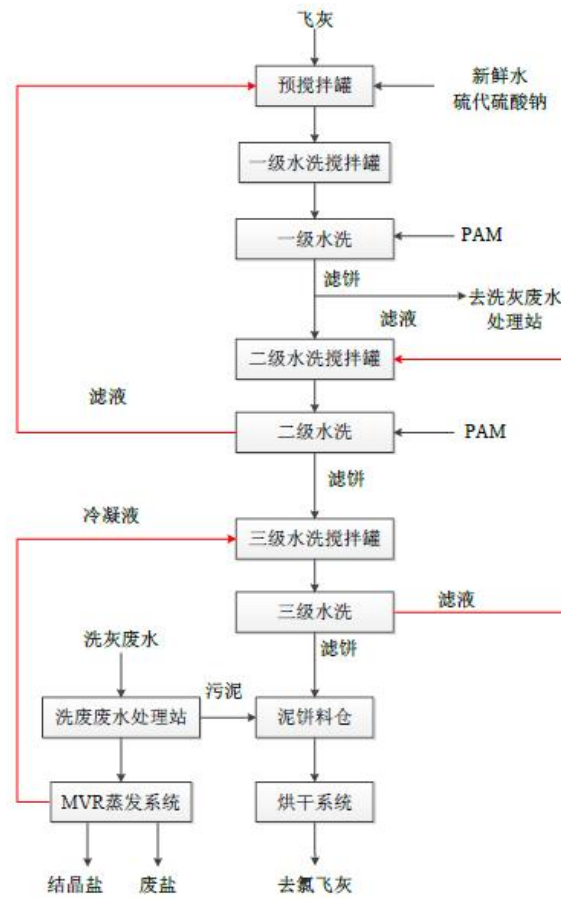 飞灰
预搅拌罐
新鲜水
硫代硫酸钠
一级水洗搅拌罐
一级水洗
PAM
滤饼
去洗灰废水
处理站
滤液
二级水洗搅拌罐
滤液
二级水洗
PAM
滤饼
冷凝液
三级水洗搅拌罐
三级水洗
滤液
洗灰废水
滤饼
污泥
洗废废水处理站
泥饼料仓
MVR蒸发系统
烘干系统
结晶盐
废盐
去氯飞灰